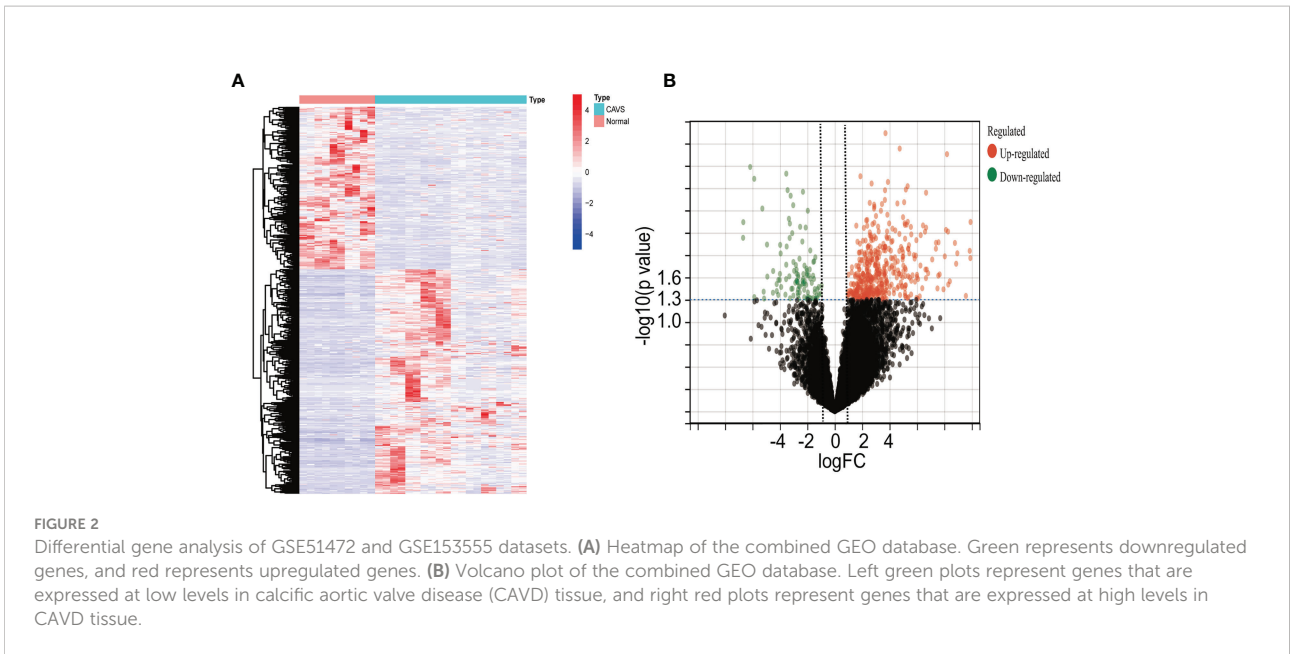 A
Type
4
2
0
−2
−4
Type
CAVS
Normal
B
-log10(p value)
1.6
1.3
1.0
-4 -2 0 2 4
logFC
Regulated
Up-regulated
Down-regulated
FIGURE 2
Differential gene analysis of GSE51472 and GSE153555 datasets. (A) Heatmap of the combined GEO database. Green represents downregulated
genes, and red represents upregulated genes. (B) Volcano plot of the combined GEO database. Left green plots represent genes that are
expressed at low levels in calcific aortic valve disease (CAVD) tissue, and right red plots represent genes that are expressed at high levels in
CAVD tissue.